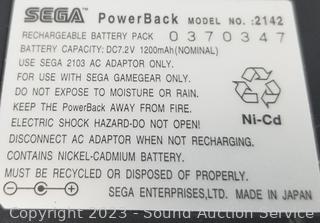 SEGA PowerBack MODEL NO. :2142
RECHARGEABLE BATTERY PACK 0370347
BATTERY CAPACITY:DC7.2V 1200mAh(NOMINAL)
USE SEGA 2103 AC ADAPTOR ONLY.
FOR USE WITH SEGA GAMEGEAR ONLY.
DO NOT EXPOSE TO MOISTURE OR RAIN.
KEEP THE PowerBack AWAY FROM FIRE.
ELECTRIC SHOCK HAZARD-DO NOT OPEN!
Ni-Cd
DISCONNECT AC ADAPTOR WHEN NOT RECHARGING.
CONTAINS NICKEL-CADMIUM BATTERY.
MUST BE RECYCLED OR DISPOSED OF PROPERLY.
SEGA ENTERPRISES,LTD. MADE IN JAPAN
Copyright 2023 - Sound Auction Service